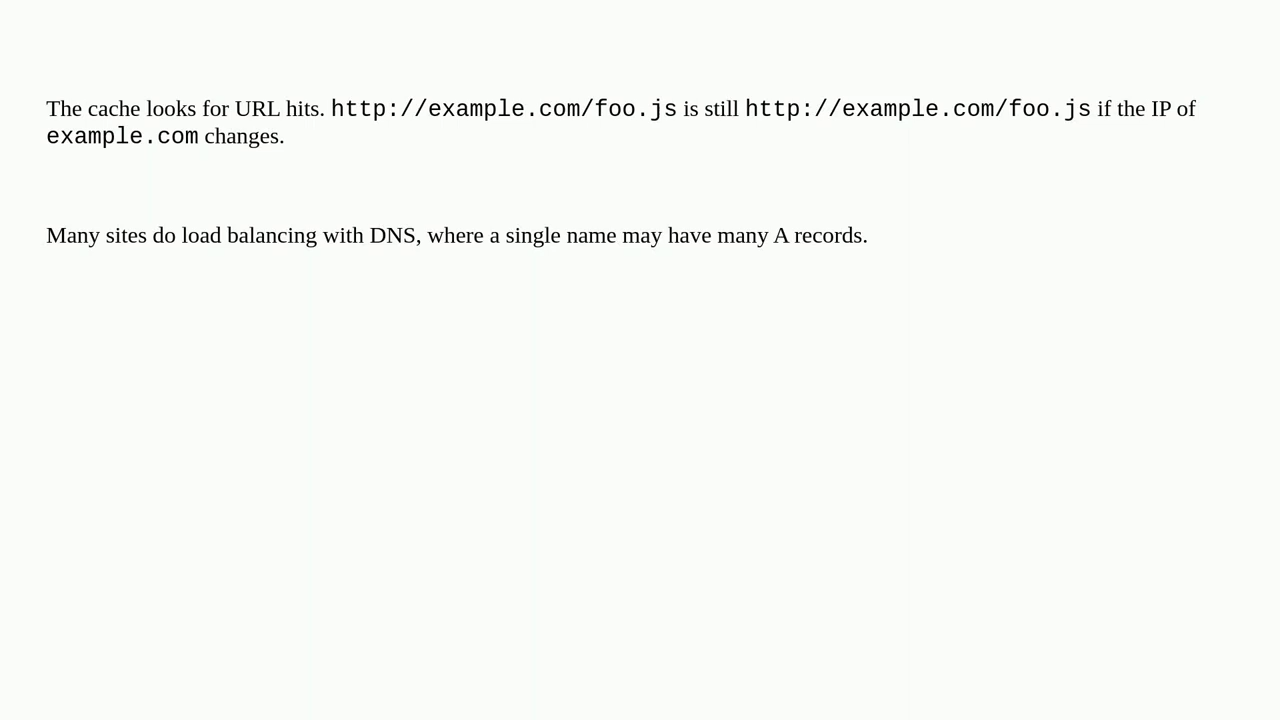 The cache looks for URL hits. http://example.com/foo.js is still http://example.com/foo.js if the IP of
example.com changes.
Many sites do load balancing with DNS, where a single name may have many A records.